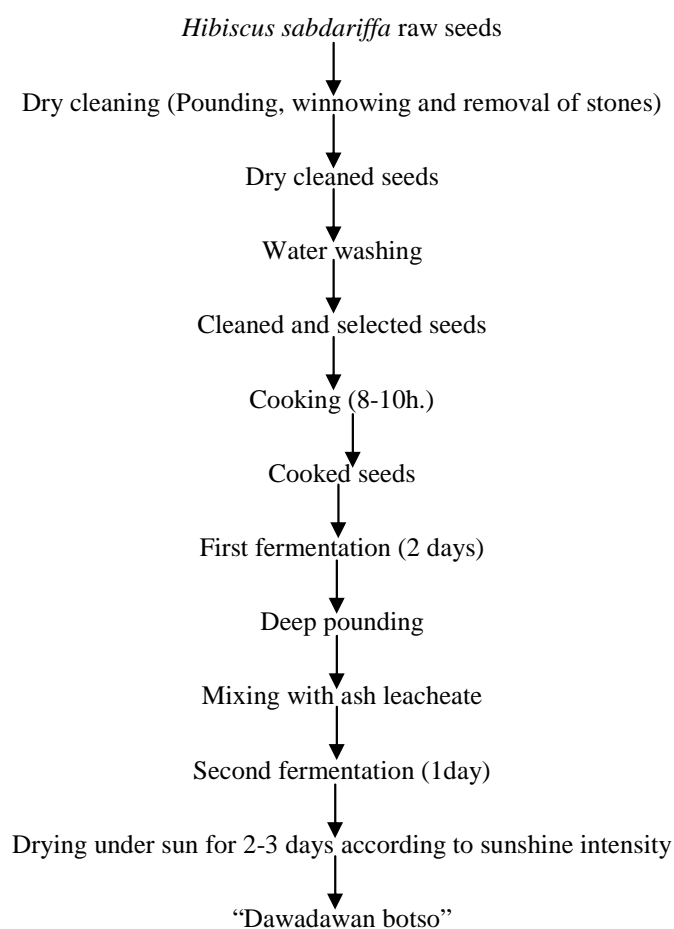 Hibiscus sabdariffa raw seeds
Dry cleaning (Pounding, winnowing and removal of stones)
Dry cleaned seeds
Water washing
Cleaned and selected seeds
Cooking (8-10h.)
Cooked seeds
First fermentation (2 days)
Deep pounding
Mixing with ash leacheate
Second fermentation (1day)
Drying under sun for 2-3 days according to sunshine intensity
“Dawadawan botso”